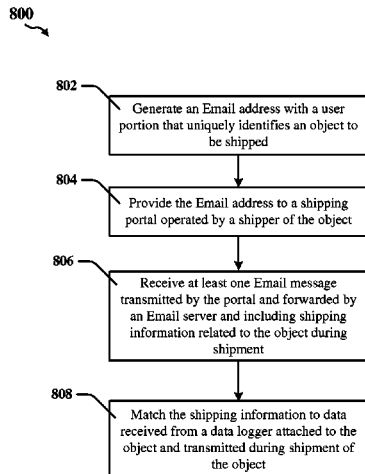 800
802
Generate an Email address with a user
portion that uniquely identifies an object to
be shipped
804
Provide the Email address to a shipping
portal operated by a shipper of the object
806
Receive at least one Email message
transmitted by the portal and forwarded by
an Email server and including shipping
information related to the object during
shipment
808
Match the shipping information to data
received from a data logger attached to the
object and transmitted during shipment of
the object